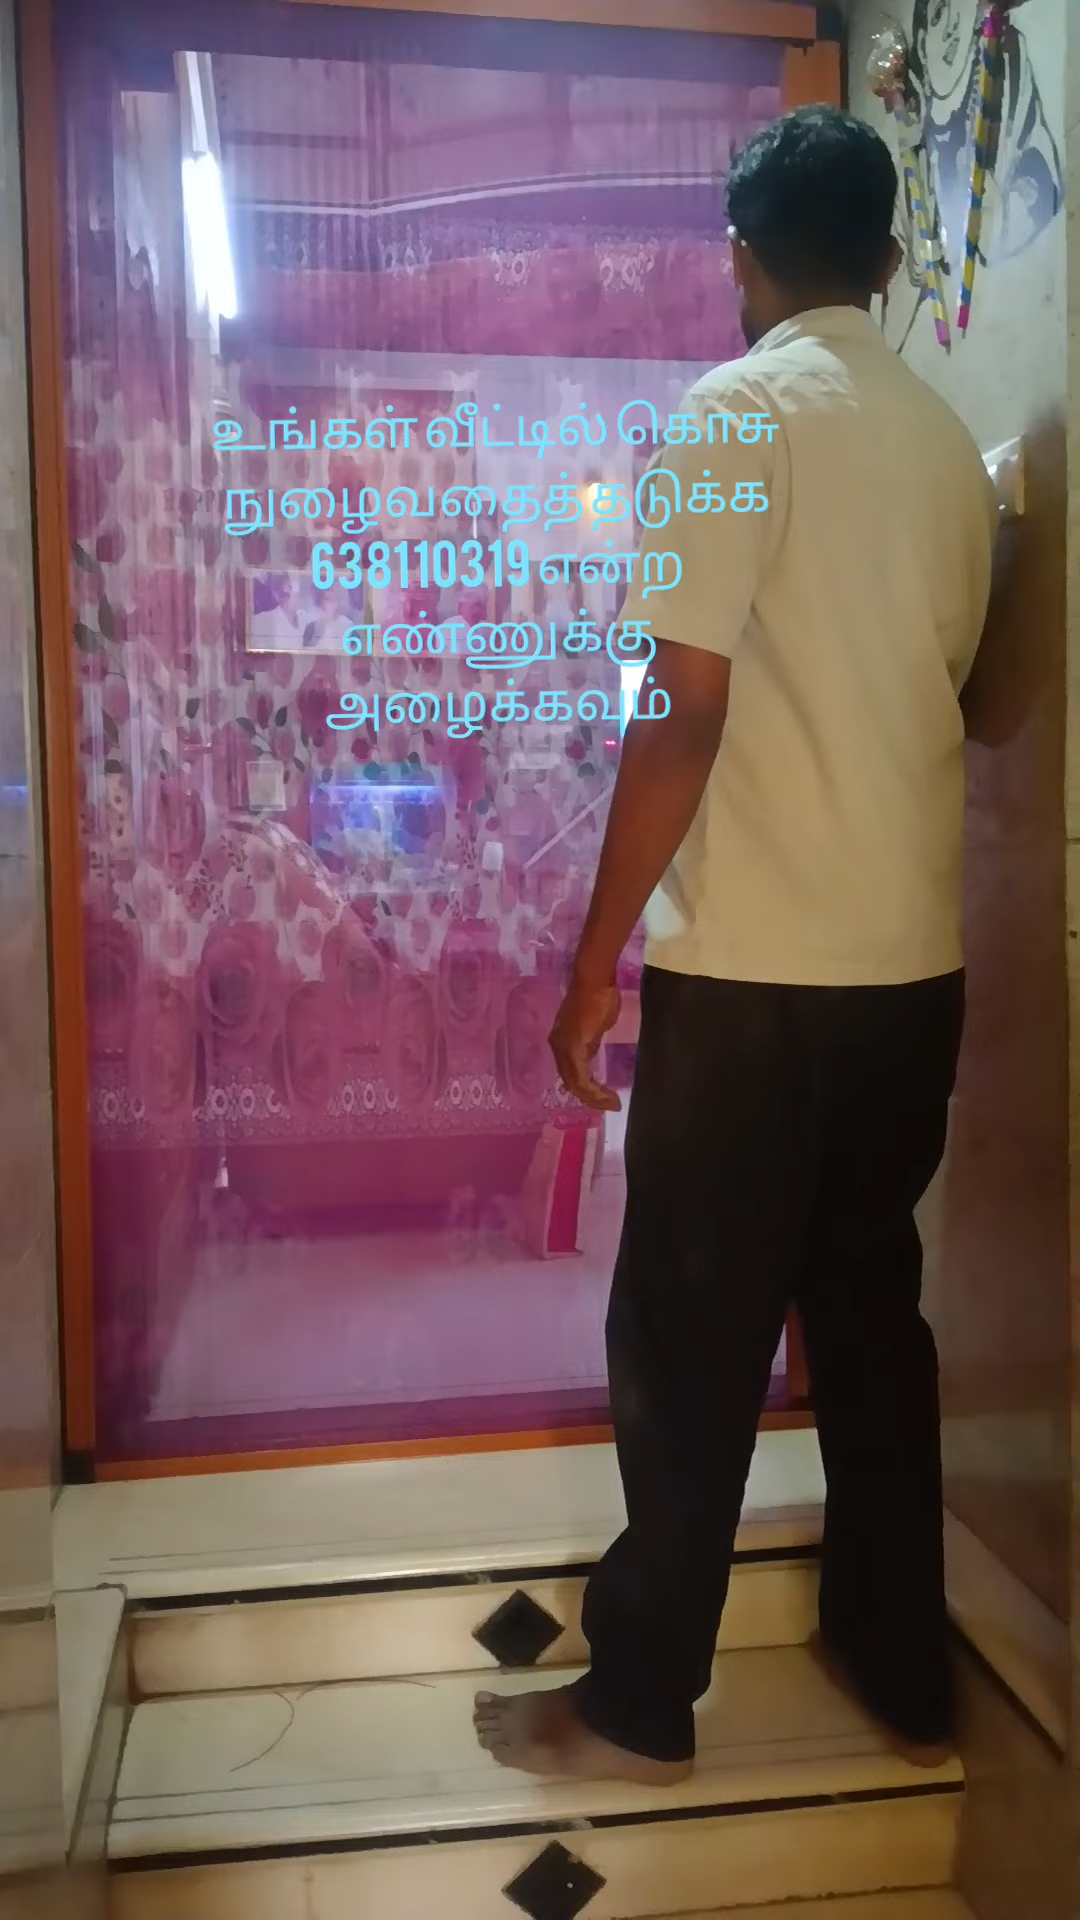 உங்கள் வீட்டில் கொசு
நுழைவதைத்தடுக்க
638110319 என்ற
எண்ணுக்கு
அழைக்கவும்